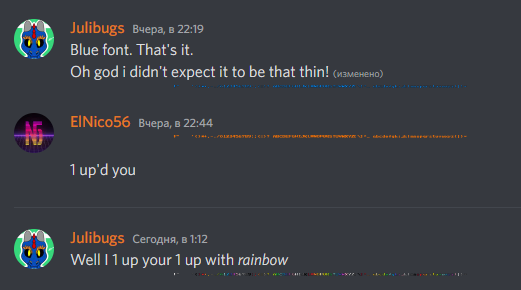 Julibugs Вчера, в 22:19
Blue font. That's it.
Oh god i didn't expect it to be that thin! (изменено)
ElNico56 Вчера, в 22:44
1 up'd you
Julibugs Сегодня, в 1:12
Well I 1 up your 1 up with rainbow